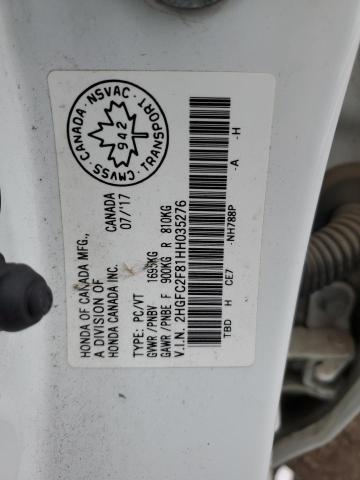 CANADA - NSVAC - TRANSPORT - CMVSS -
942
HONDA OF CANADA MFG., CANADA
A DIVISION OF 07/'17
HONDA CANADA INC.
TYPE: PC/VT
GVWR/PNBV 1695KG
GAWR/PNBE F 900KG R 810KG
V.I.N. 2HGFC2F81HH035276
-NH788P -A -H
TBD H CE7